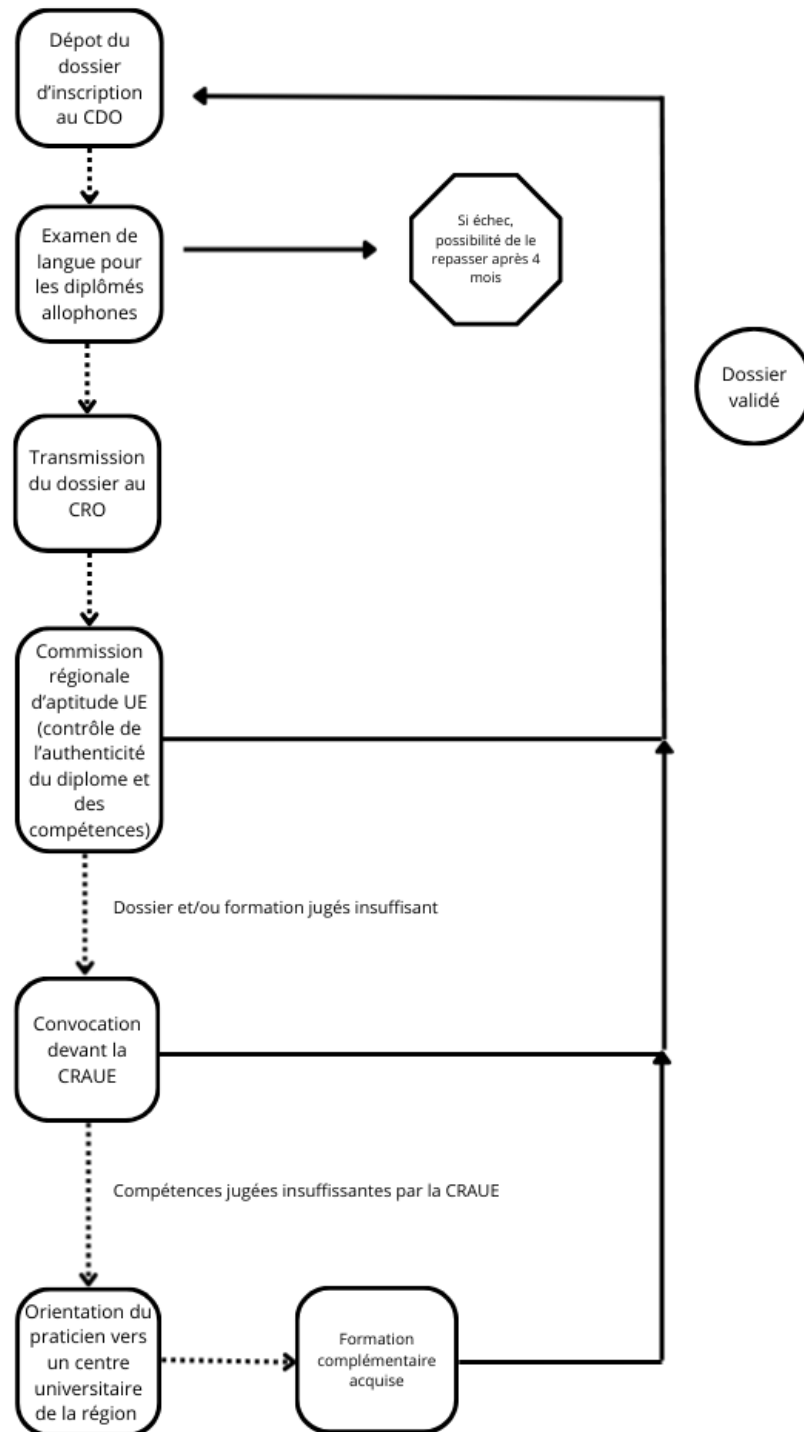 Dépot du
dossier
d'inscription
au CDO
Examen de
langue pour
les diplômés
allophones
Si échec,
possibilité de le
repasser après 4
mois
Dossier
validé
Transmission
du dossier au
CRO
Commission
régionale
d'aptitude UE
(contrôle de
l'authenticité
du diplome et
des
compétences)
Dossier et/ou formation jugés insuffisant
Convocation
devant la
CRAUE
Compétences jugées insuffissantes par la CRAUE
Orientation du
praticien vers
un centre
universitaire
de la région
Formation
complémentaire
acquise